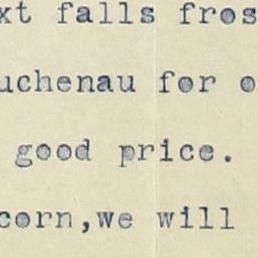 xt falls fros
uchenau for o
good price.
corn,we will